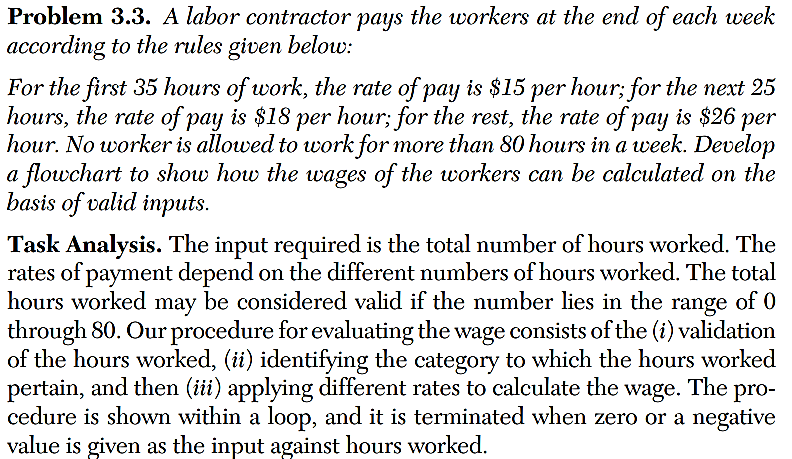 Problem 3.3. A labor contractor pays the workers at the end of each week
according to the rules given below:
For the first 35 hours of work, the rate of pay is $15 per hour; for the next 25
hours, the rate of pay is $18 per hour; for the rest, the rate of pay is $26 per
hour. No worker is allowed to work for more than 80 hours in a week. Develop
a flowchart to show how the wages of the workers can be calculated on the
basis of valid inputs.
Task Analysis. The input required is the total number of hours worked. The
rates of payment depend on the different numbers of hours worked. The total
hours worked may be considered valid if the number lies in the range of 0
through 80. Our procedure for evaluating the wage consists of the (i) validation
of the hours worked, (ii) identifying the category to which the hours worked
pertain, and then (iii) applying different rates to calculate the wage. The pro-
cedure is shown within a loop, and it is terminated when zero or a negative
value is given as the input against hours worked.